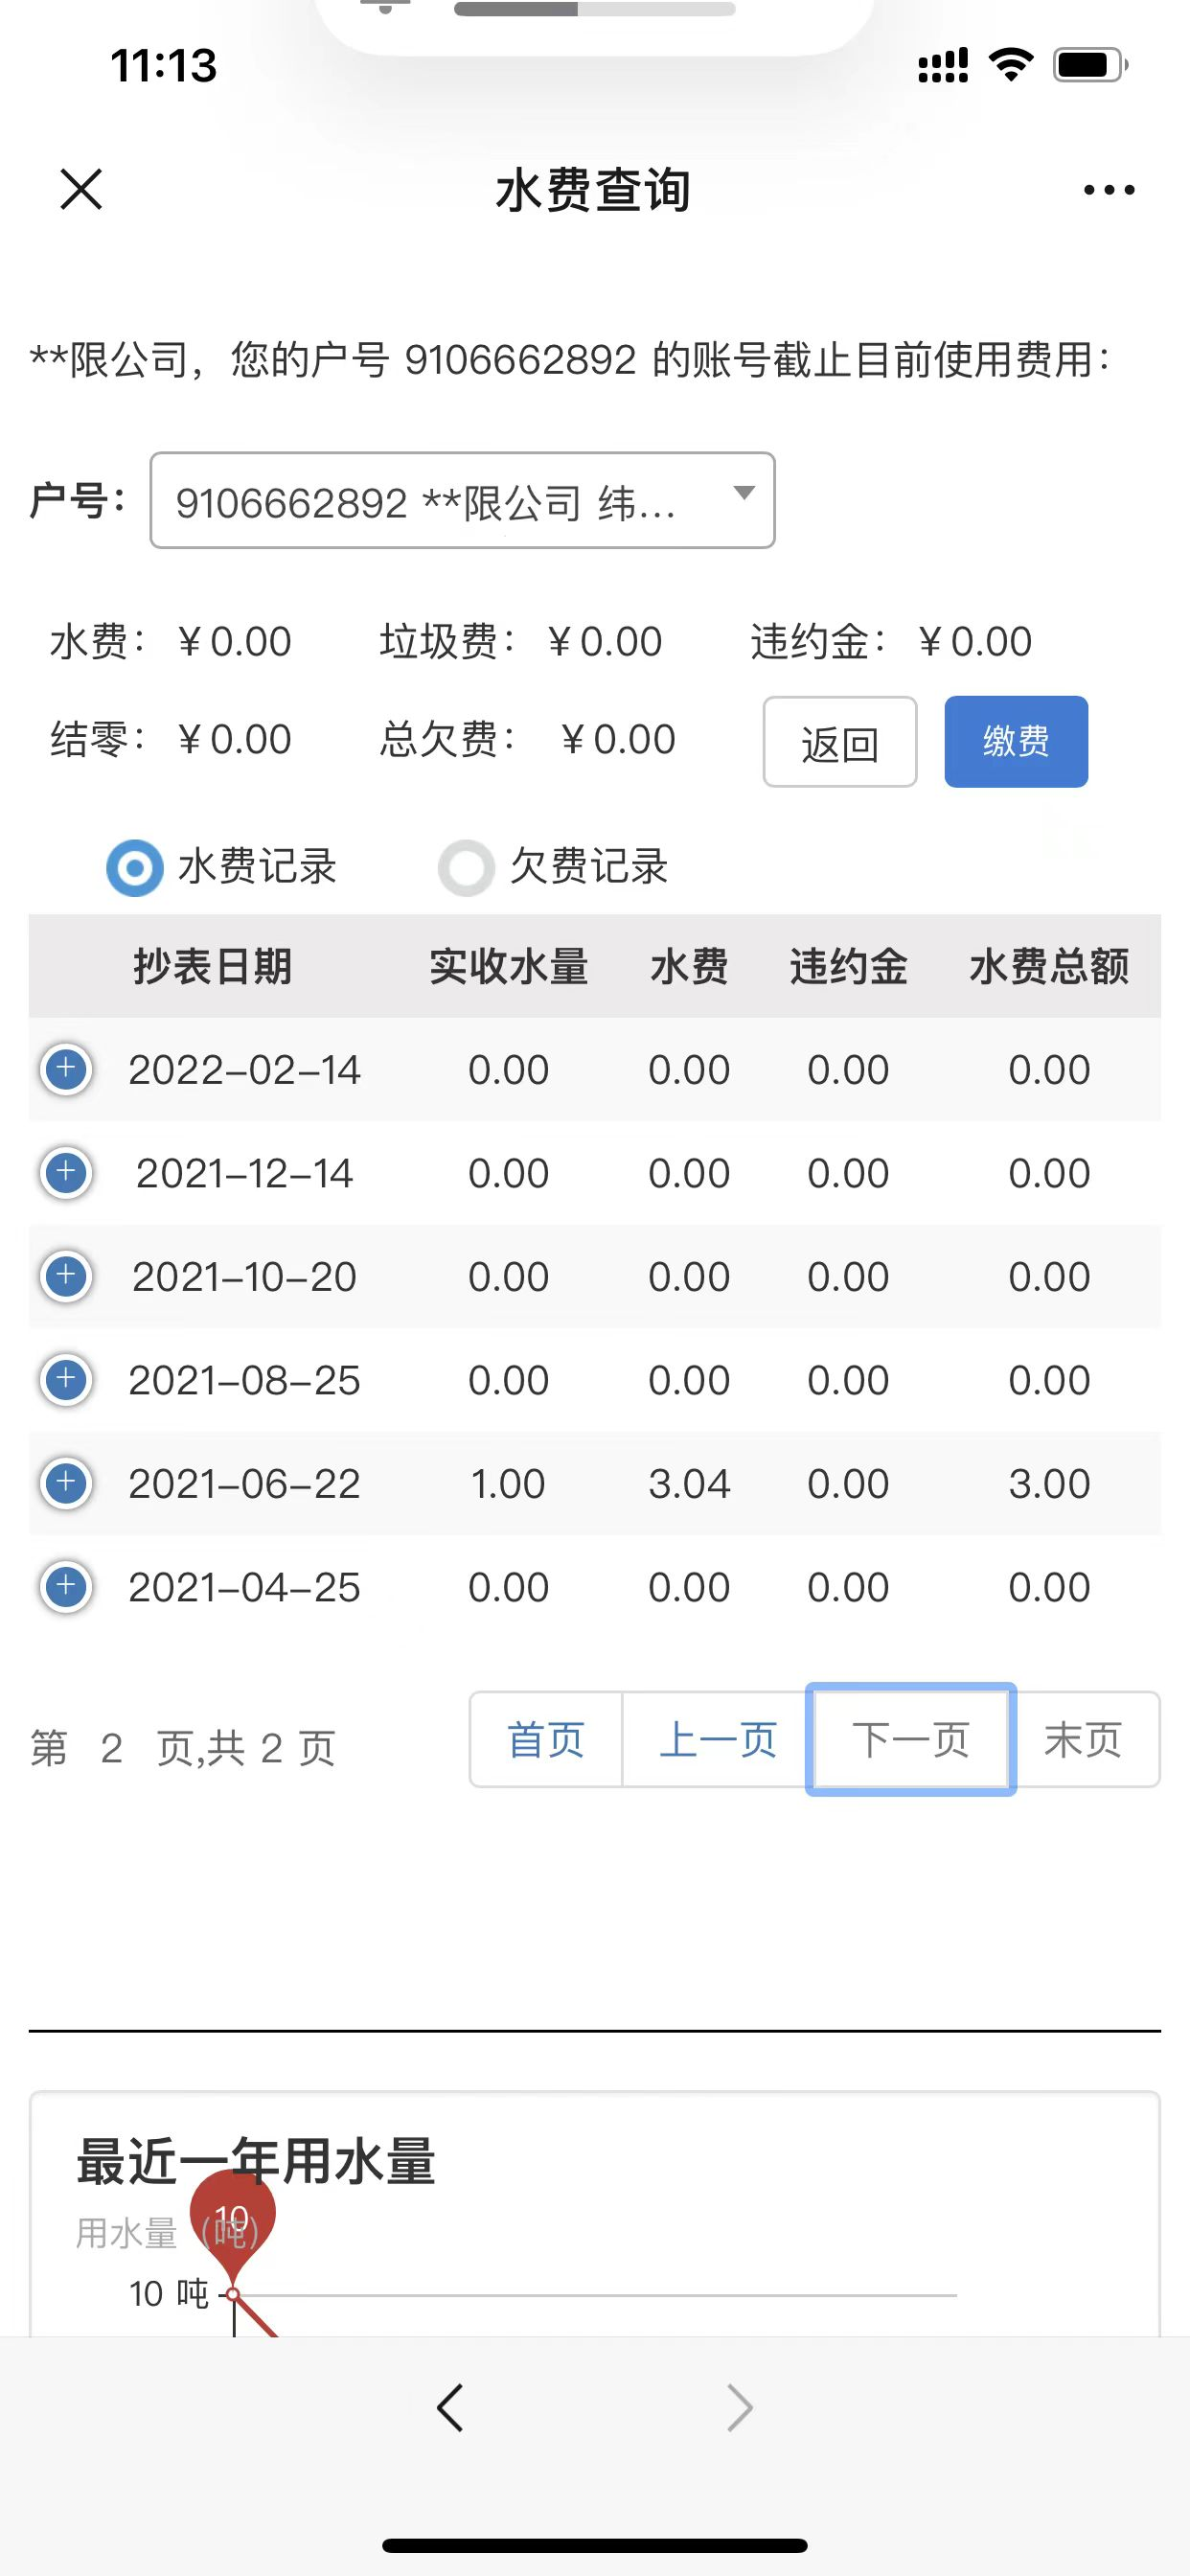 11:13
水费查询
**限公司，您的户号 9106662892 的账号截止目前使用费用：
户号： 9106662892 **限公司 纬...
水费： ￥0.00 垃圾费： ￥0.00 违约金： ￥0.00
结零： ￥0.00 总欠费： ￥0.00 返回 缴费
水费记录 欠费记录
抄表日期 实收水量 水费 违约金 水费总额
2022-02-14 0.00 0.00 0.00 0.00
2021-12-14 0.00 0.00 0.00 0.00
2021-10-20 0.00 0.00 0.00 0.00
2021-08-25 0.00 0.00 0.00 0.00
2021-06-22 1.00 3.04 0.00 3.00
2021-04-25 0.00 0.00 0.00 0.00
第 2 页,共 2 页 首页 上一页 下一页 末页
最近一年用水量
10
用水量（吨）
10 吨